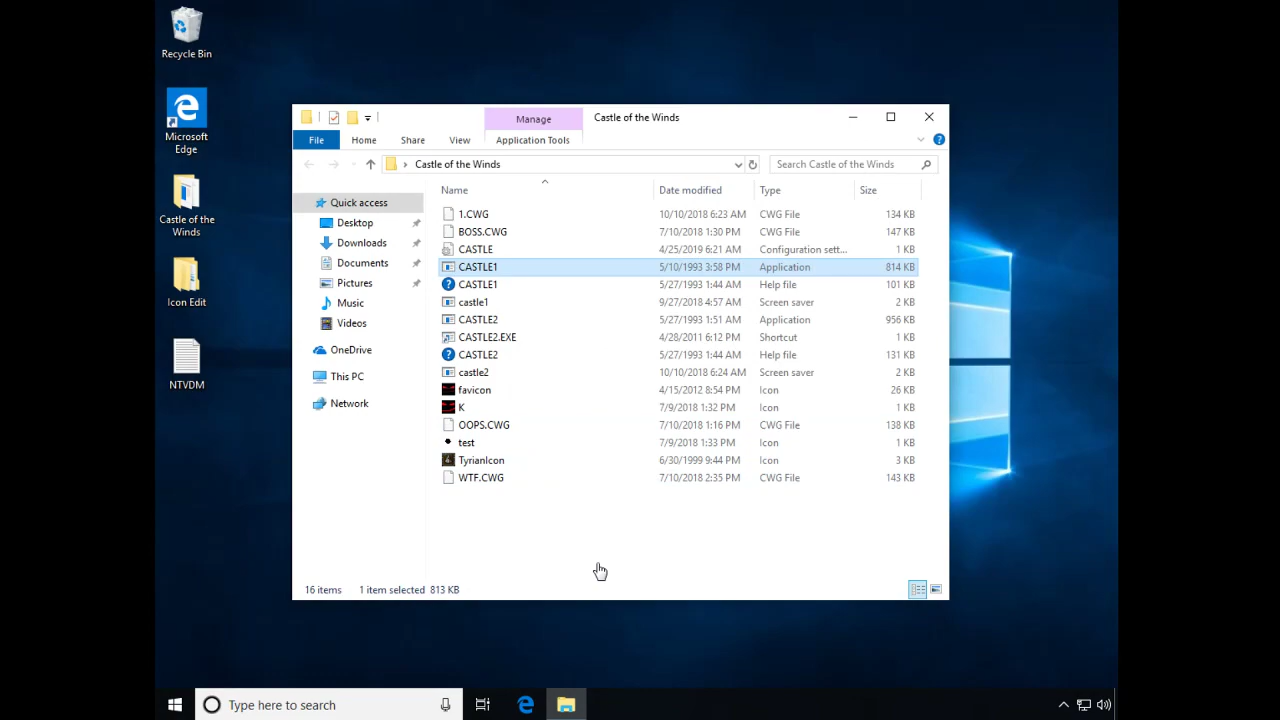 Recycle Bin
Microsoft
Edge
Castle of the
Winds
Icon Edit
NTVDM
Manage
Castle of the Winds
File
Home
Share
View
Application Tools
Castle of the Winds
Search Castle of the Winds
Quick access
Desktop
Downloads
Documents
Pictures
Music
Videos
OneDrive
This PC
Network
Name Date modified Type Size
1.CWG 10/10/2018 6:23 AM CWG File 134 KB
BOSS.CWG 7/10/2018 1:30 PM CWG File 147 KB
CASTLE 4/25/2019 6:21 AM Configuration sett... 1 KB
CASTLE1 5/10/1993 3:58 PM Application 814 KB
CASTLE1 5/27/1993 1:44 AM Help file 101 KB
castle1 9/27/2018 4:57 AM Screen saver 2 KB
CASTLE2 5/27/1993 1:51 AM Application 956 KB
CASTLE2.EXE 4/28/2011 6:12 PM Shortcut 1 KB
CASTLE2 5/27/1993 1:44 AM Help file 131 KB
castle2 10/10/2018 6:24 AM Screen saver 2 KB
favicon 4/15/2012 8:54 PM Icon 26 KB
K 7/9/2018 1:32 PM Icon 1 KB
OOPS.CWG 7/10/2018 1:16 PM CWG File 138 KB
test 7/9/2018 1:33 PM Icon 1 KB
TyrianIcon 6/30/1999 9:44 PM Icon 3 KB
WTF.CWG 7/10/2018 2:35 PM CWG File 143 KB
16 items 1 item selected 813 KB
Type here to search